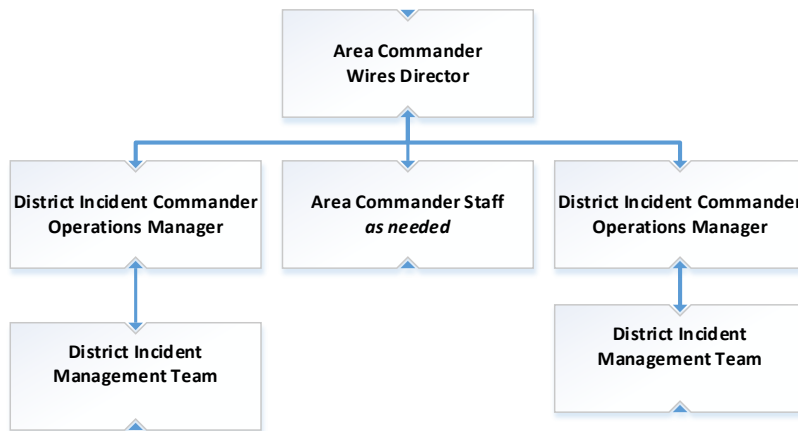 Area Commander
Wires Director
District Incident Commander
Operations Manager
Area Commander Staff
as needed
District Incident Commander
Operations Manager
District Incident
Management Team
District Incident
Management Team